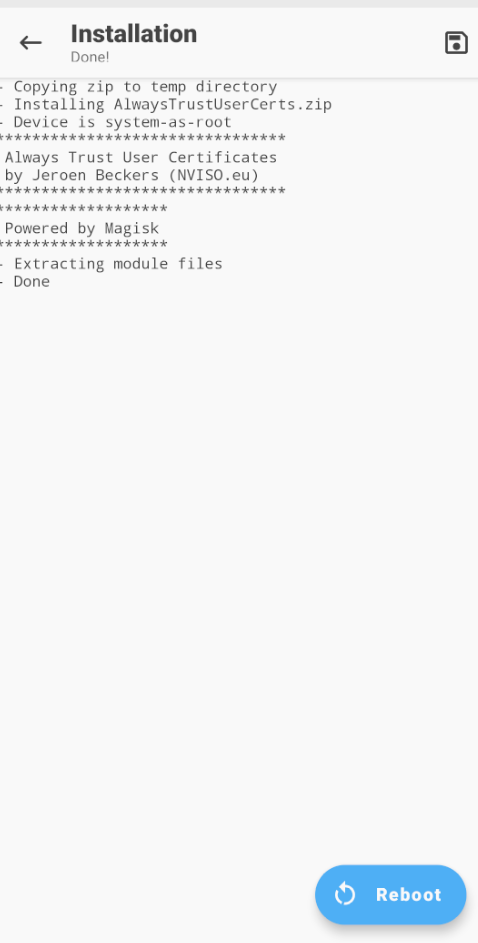 Installation
Done!
- Copying zip to temp directory
- Installing AlwaysTrustUserCerts.zip
- Device is system-as-root
********************************
Always Trust User Certificates
by Jeroen Beckers (NVISO.eu)
********************************
*******************
Powered by Magisk
*******************
- Extracting module files
- Done
Reboot